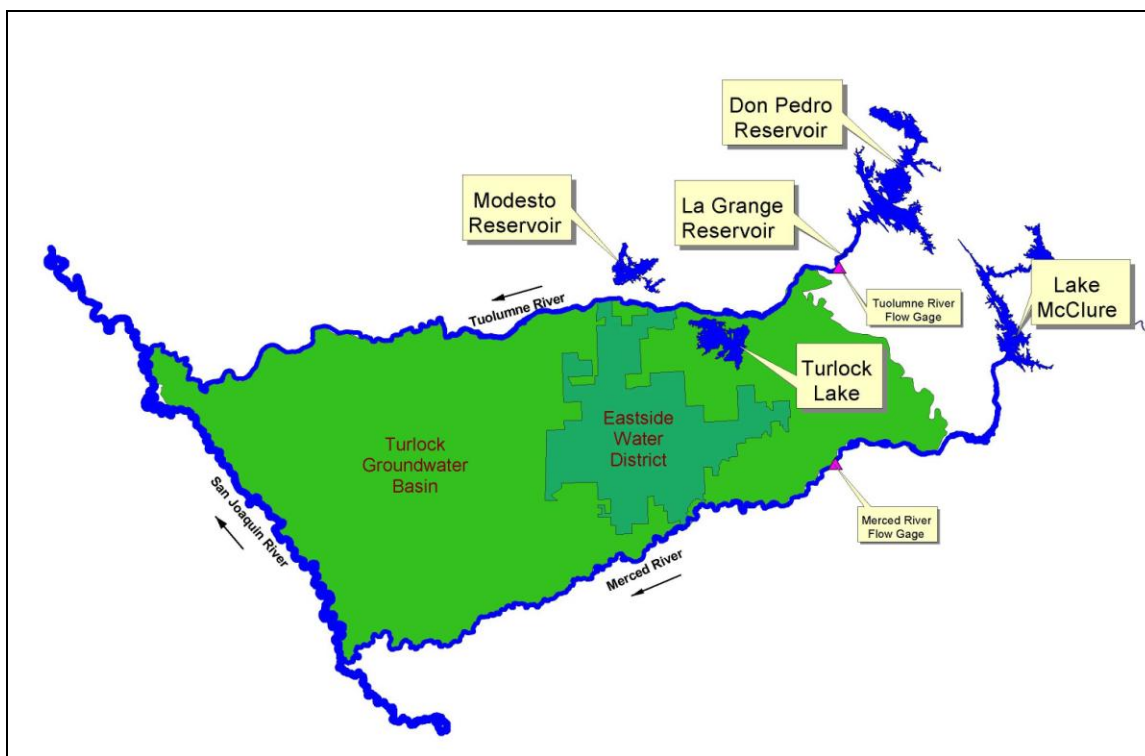 Don Pedro
Reservoir
Modesto
Reservoir
La Grange
Reservoir
Lake
McClure
Tuolumne River
Flow Gage
Tuolumne River
Turlock
Lake
Eastside
Water
District
Turlock
Groundwater
Basin
San Joaquin River
Merced River
Flow Gage
Merced River